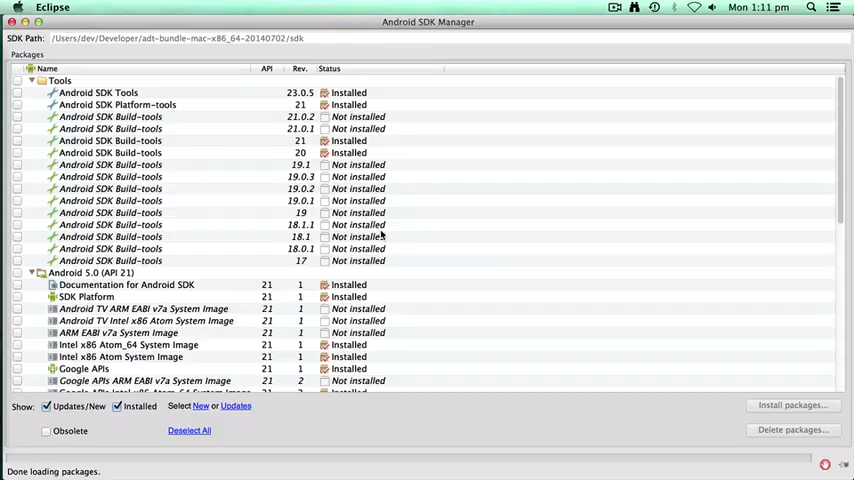 Eclipse Mon 1:11 pm
Android SDK Manager
SDK Path: /Users/dev/Developer/adt-bundle-mac-x86_64-20140702/sdk
Packages
Name API Rev. Status
Tools
Android SDK Tools 23.0.5 Installed
Android SDK Platform-tools 21 Installed
Android SDK Build-tools 21.0.2 Not installed
Android SDK Build-tools 21.0.1 Not installed
Android SDK Build-tools 21 Installed
Android SDK Build-tools 20 Installed
Android SDK Build-tools 19.1 Not installed
Android SDK Build-tools 19.0.3 Not installed
Android SDK Build-tools 19.0.2 Not installed
Android SDK Build-tools 19.0.1 Not installed
Android SDK Build-tools 19 Not installed
Android SDK Build-tools 18.1.1 Not installed
Android SDK Build-tools 18.1 Not installed
Android SDK Build-tools 18.0.1 Not installed
Android SDK Build-tools 17 Not installed
Android 5.0 (API 21)
Documentation for Android SDK 21 1 Installed
SDK Platform 21 1 Installed
Android TV ARM EABI v7a System Image 21 1 Not installed
Android TV Intel x86 Atom System Image 21 1 Not installed
ARM EABI v7a System Image 21 1 Not installed
Intel x86 Atom_64 System Image 21 1 Installed
Intel x86 Atom System Image 21 1 Installed
Google APIs 21 1 Installed
Google APIs ARM EABI v7a System Image 21 2 Not installed
Google APIs Intel x86 Atom_64 System Image 21
Show: Updates/New Installed Select New or Updates Install packages...
Obsolete Deselect All Delete packages...
Done loading packages.